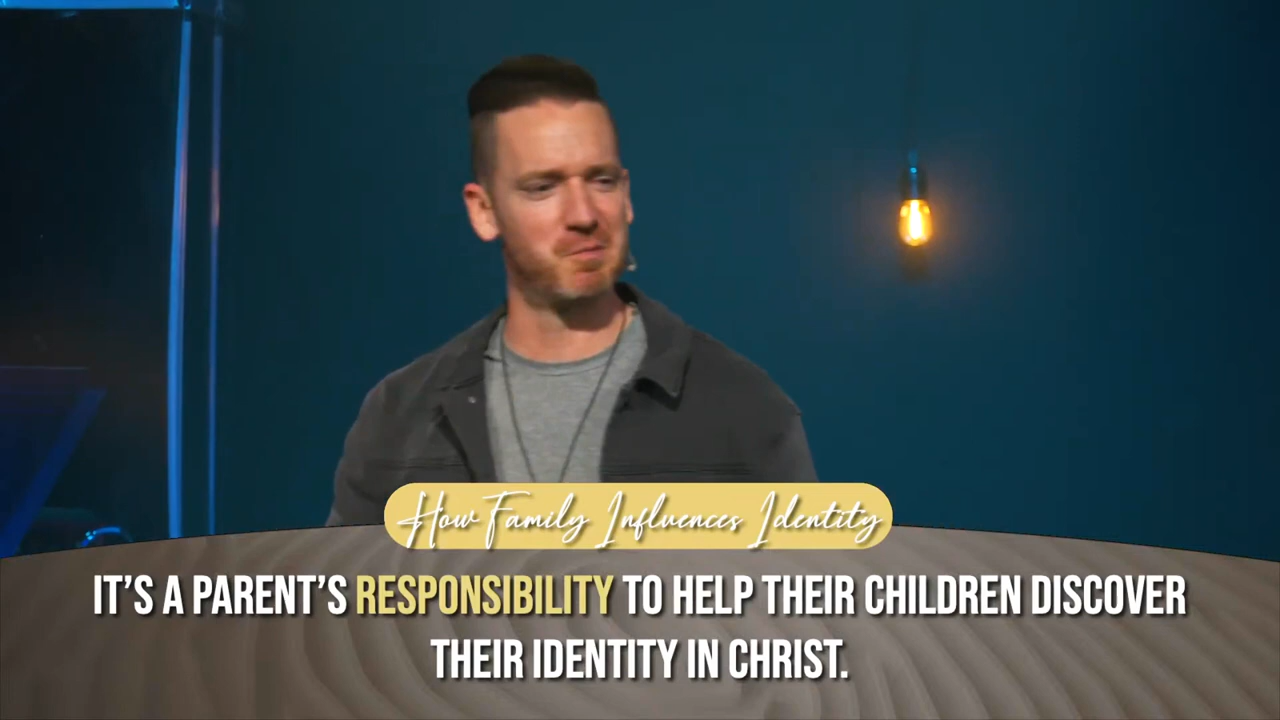 How Family Influences Identity
IT'S A PARENT'S RESPONSIBILITY TO HELP THEIR CHILDREN DISCOVER
THEIR IDENTITY IN CHRIST.